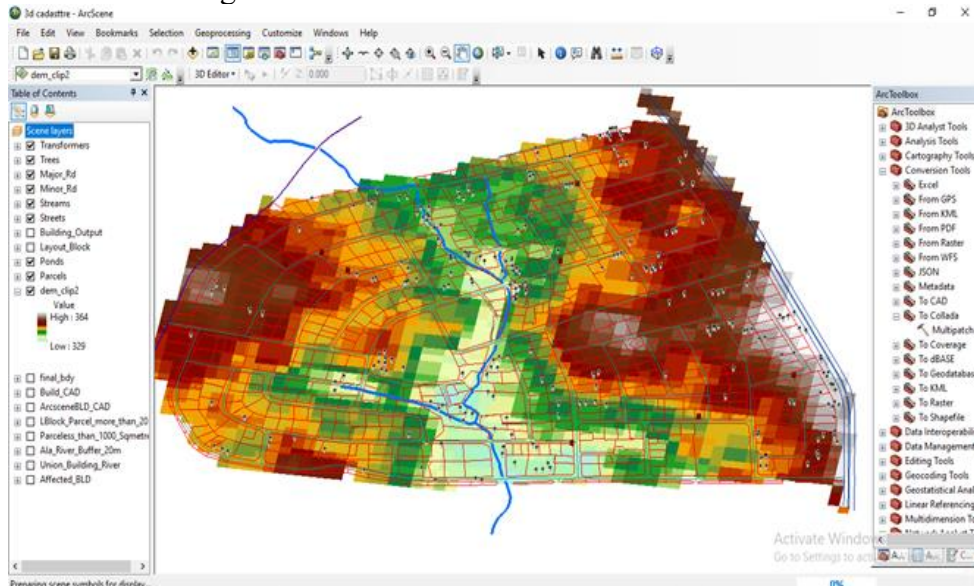 3d cadasttre - ArcScene
File Edit View Bookmarks Selection Geoprocessing Customize Windows Help
dem_clip2
3D Editor
0.000
Table of Contents
Scene layers
Transformers
Trees
Major_Rd
Minor_Rd
Streams
Streets
Building_Output
Layout_Block
Ponds
Parcels
dem_clip2
Value
High : 364
Low : 329
final_bdy
Build_CAD
ArcsceneBLD_CAD
LBlock_Parcel_more_than_20
Parceless_than_1000_Sqmetr
Ala_River_Buffer_20m
Union_Building_River
Affected_BLD
ArcToolbox
ArcToolbox
3D Analyst Tools
Analysis Tools
Cartography Tools
Conversion Tools
Excel
From GPS
From KML
From PDF
From Raster
From WFS
JSON
Metadata
To CAD
To Collada
Multipatch
To Coverage
To dBASE
To Geodatabas
To KML
To Raster
To Shapefile
Data Interoperabili
Data Management
Editing Tools
Geocoding Tools
Geostatistical Anal
Linear Referencing
Multidimension To
Activate Window
Go to Settings to act
A...
A...
C...
Preparing scene symbols for display...
0%